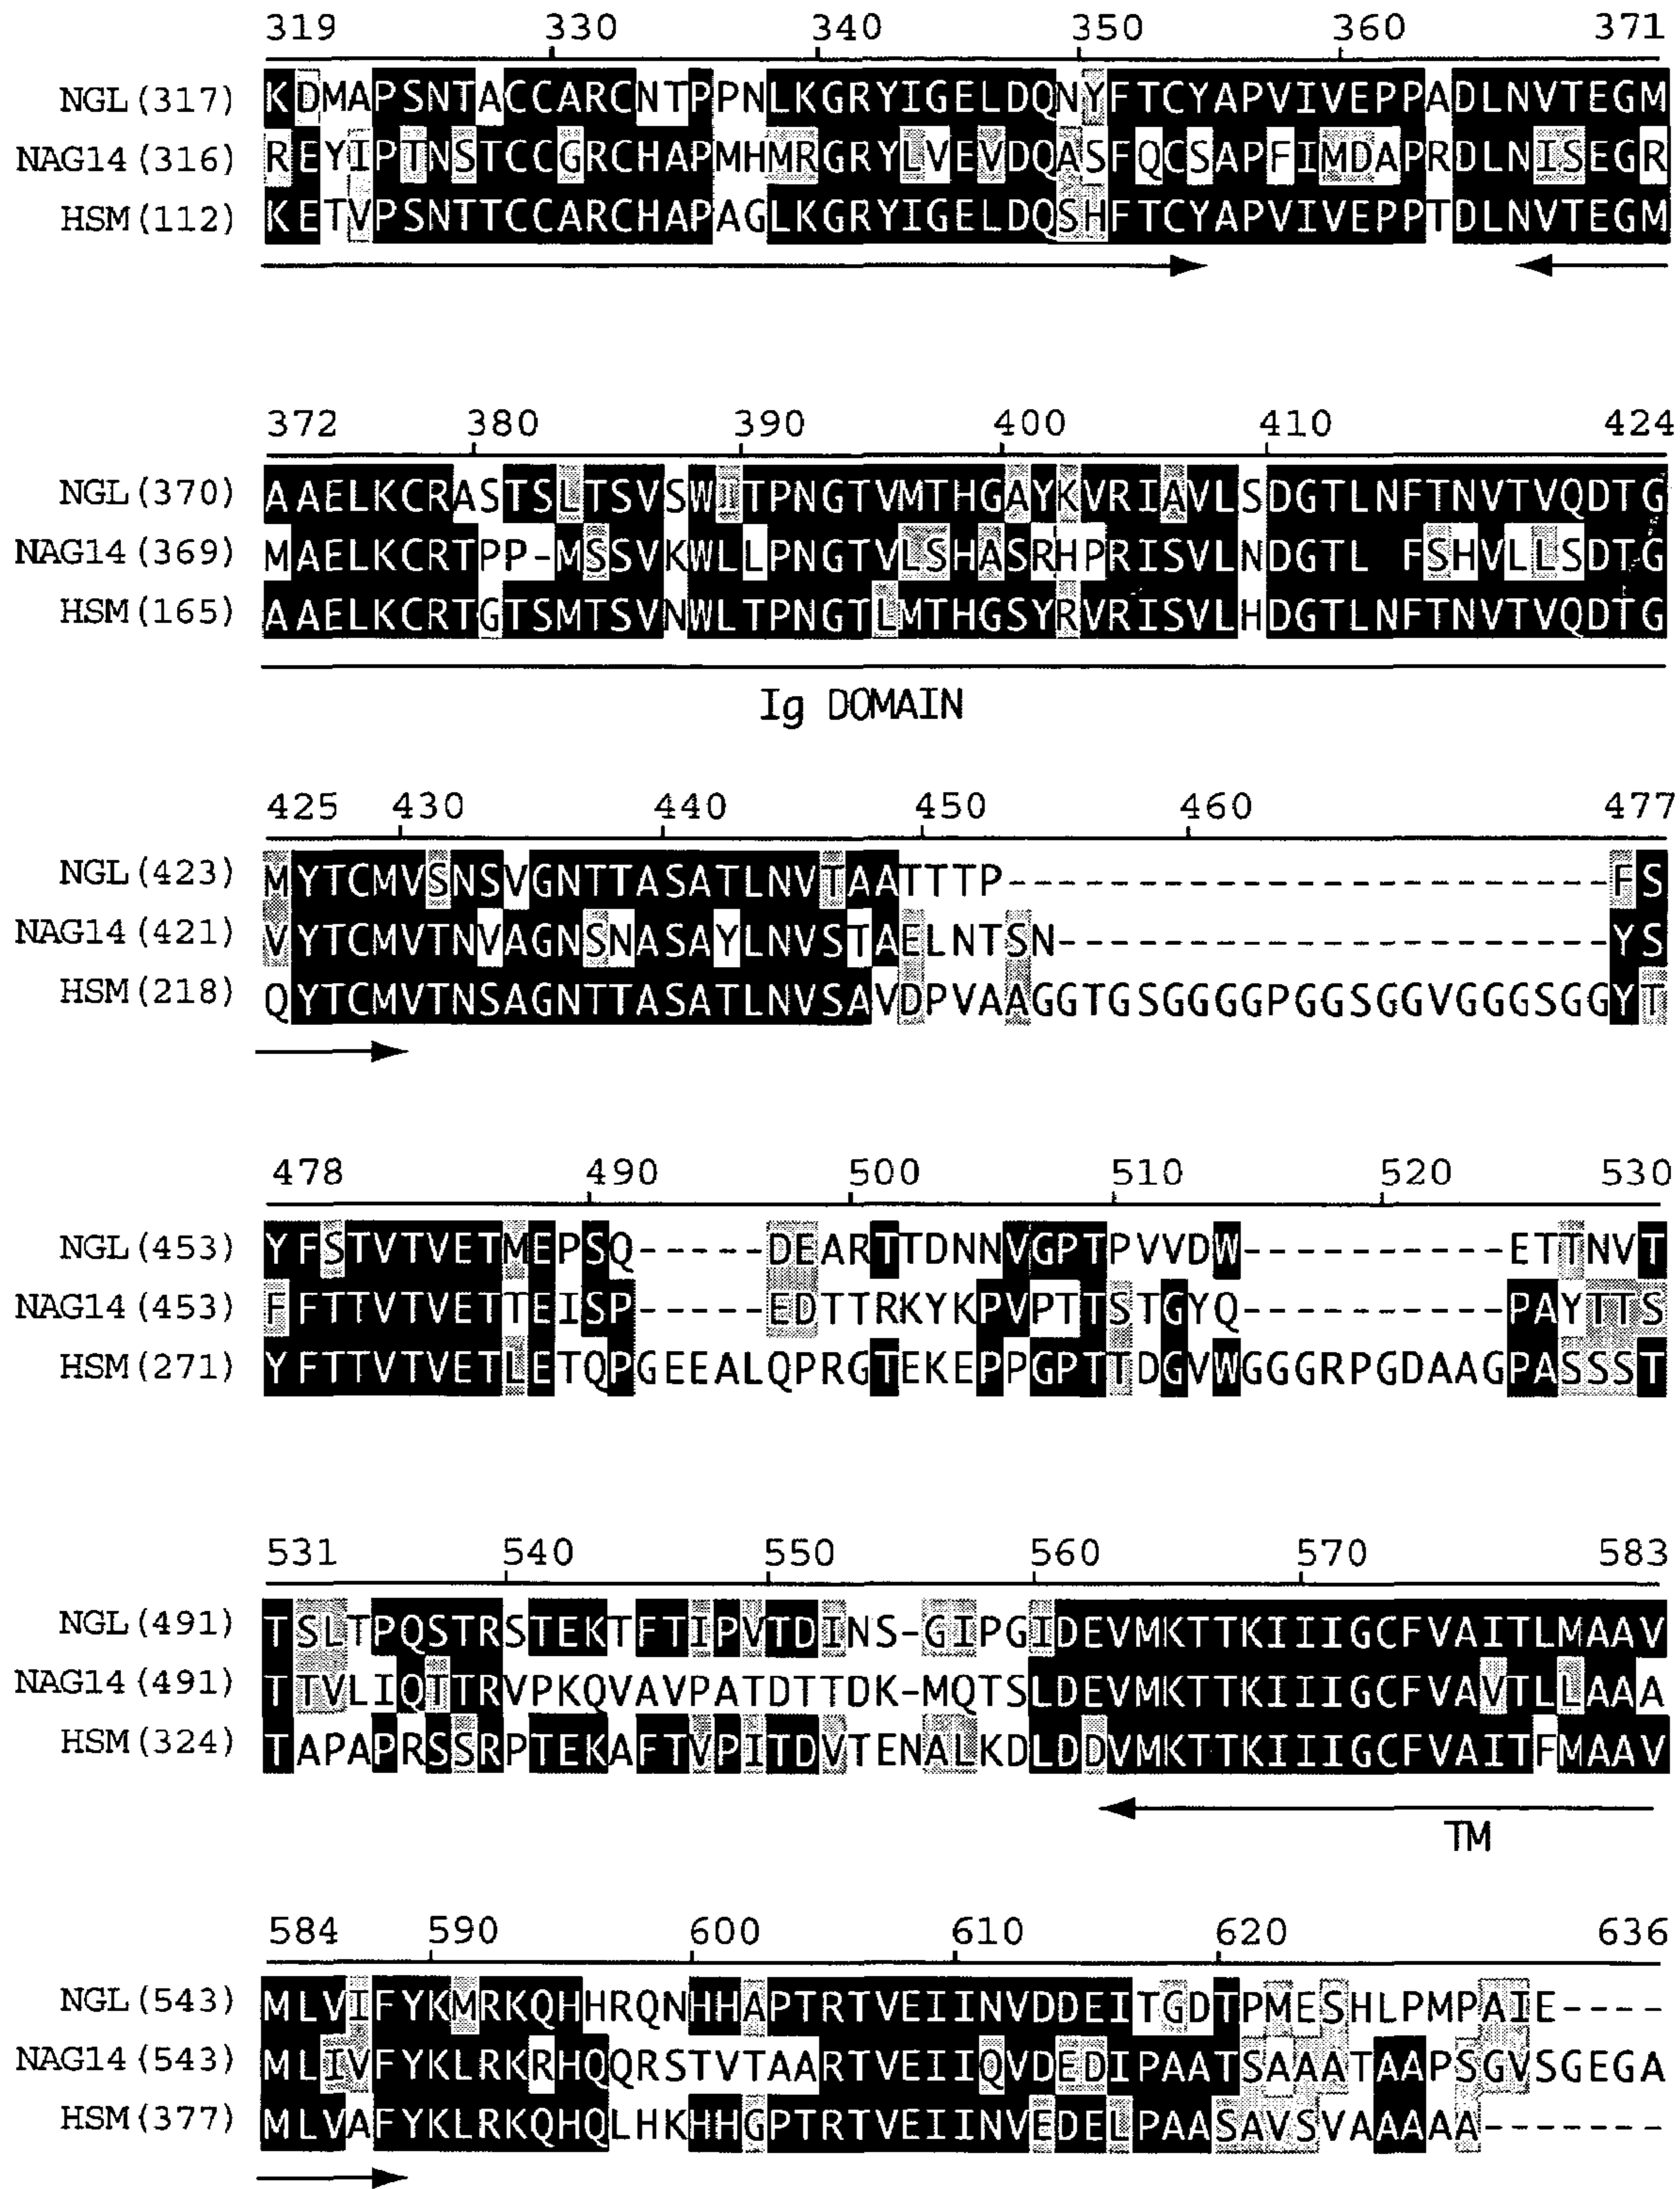 319 330 340 350 360 371
NGL(317) KDMAPSNTACCARCNTPPNLKGRYIGELDQNYFTCYAPVIVEPPADLNVTEGM
NAG14(316) REYIPTNSTCCGRCHAPMHMRGRYLVEVDQASFQCSAPFIMDAPRDLNISEGR
HSM(112) KETVPSNTTCCARCHAPAGLKGRYIGELDQSHFTCYAPVIVEPPTDLNVTEGM
372 380 390 400 410 424
NGL(370) AAELKCRASTSLTSVSWITPNGTVMTHGAYKVRIAVLSDGTLNFTNVTVQDTG
NAG14(369) MAELKCRTPP-MSSVKWLLPNGTVLSHASRHPRISVLNDGTL FSHVLLSDTG
HSM(165) AAELKCRTGTSMTSVNWLTPNGTLMTHGSYRVRISVLHDGTLNFTNVTVQDTG
Ig DOMAIN
425 430 440 450 460 477
NGL(423) MYTCMVSNSVGNTTASATLNVTAATTTP-----------------------FS
NAG14(421) VYTCMVTNVAGNSNASAYLNVSTAELNTSN---------------------YS
HSM(218) QYTCMVTNSAGNTTASATLNVSAVDPVAAGGTGSGGGGPGGSGGVGGGSGGYT
478 490 500 510 520 530
NGL(453) YFSTVTVETMEPSQ-----DEARTTDNNVGPTPVVDW----------ETTNVT
NAG14(453) FFTTVTVETTEISP-----EDTTRKYKPVPTTSTGYQ----------PAYTTS
HSM(271) YFTTVTVETLETQPGEEALQPRGTEKEPPGPTTDGVWGGGRPGDAAGPASSST
531 540 550 560 570 583
NGL(491) TSLTPQSTRSTEKTFTIPVTDINS-GIPGIDEVMKTTKIIIGCFVAITLMAAV
NAG14(491) TTVLIQTTRVPKQVAVPATDTTDK-MQTSLDEVMKTTKIIIGCFVAVTLLAAA
HSM(324) TAPAPRSSRPTEKAFTVPITDVTENALKDLDDVMKTTKIIIGCFVAITFMAAV
TM
584 590 600 610 620 636
NGL(543) MLVIFYKMRKQHHRQNHHAPTRTVEIINVDDEITGDTPMESHLPMPAIE----
NAG14(543) MLIVFYKLRKRHQQRSTVTAARTVEIIQVDEDIPAATSAAATAAPSGVSGEGA
HSM(377) MLVAFYKLRKQHQLHKHHGPTRTVEIINVEDELPAASAVSVAAAAA-------